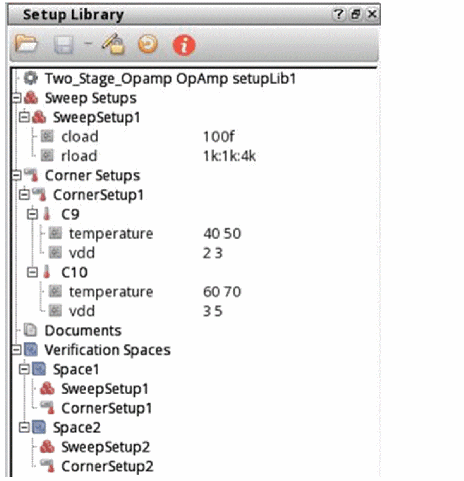 Setup Library
Two_Stage_Opamp OpAmp setupLib1
Sweep Setups
SweepSetup1
cload 100f
rload 1k:1k:4k
Corner Setups
CornerSetup1
C9
temperature 40 50
vdd 2 3
C10
temperature 60 70
vdd 3 5
Documents
Verification Spaces
Space1
SweepSetup1
CornerSetup1
Space2
SweepSetup2
CornerSetup2